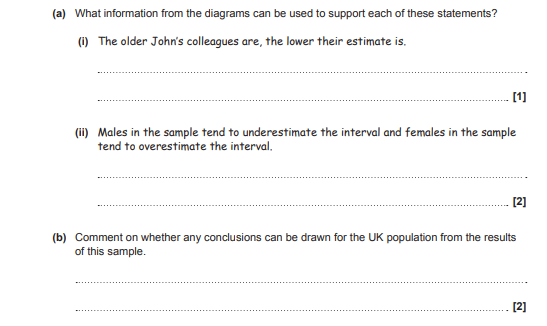 (a) What information from the diagrams can be used to support each of these statements?
(i) The older John's colleagues are, the lower their estimate is.
[1]
(ii) Males in the sample tend to underestimate the interval and females in the sample
tend to overestimate the interval.
[2]
(b) Comment on whether any conclusions can be drawn for the UK population from the results
of this sample.
[2]